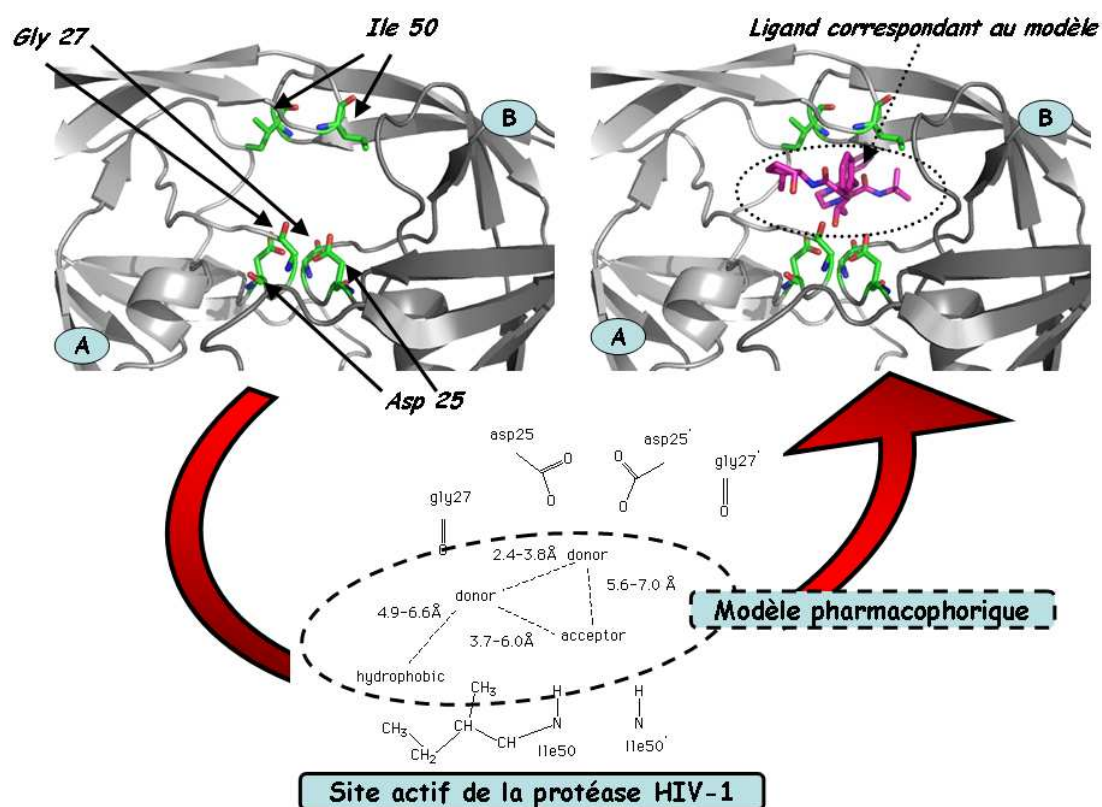 Gly 27
Ile 50
Ligand correspondant au modèle
B
B
A
A
Asp 25
asp25
asp25'
gly27'
gly27
O
O
O
O
O
O
2.4-3.8Å
donor
donor
5.6-7.0 Å
4.9-6.6Å
3.7-6.0Å
acceptor
hydrophobic
Modèle pharmacophorique
CH3
H
H
CH3
CH
N
N
CH2
CH
Ile50
Ile50'
Site actif de la protéase HIV-1